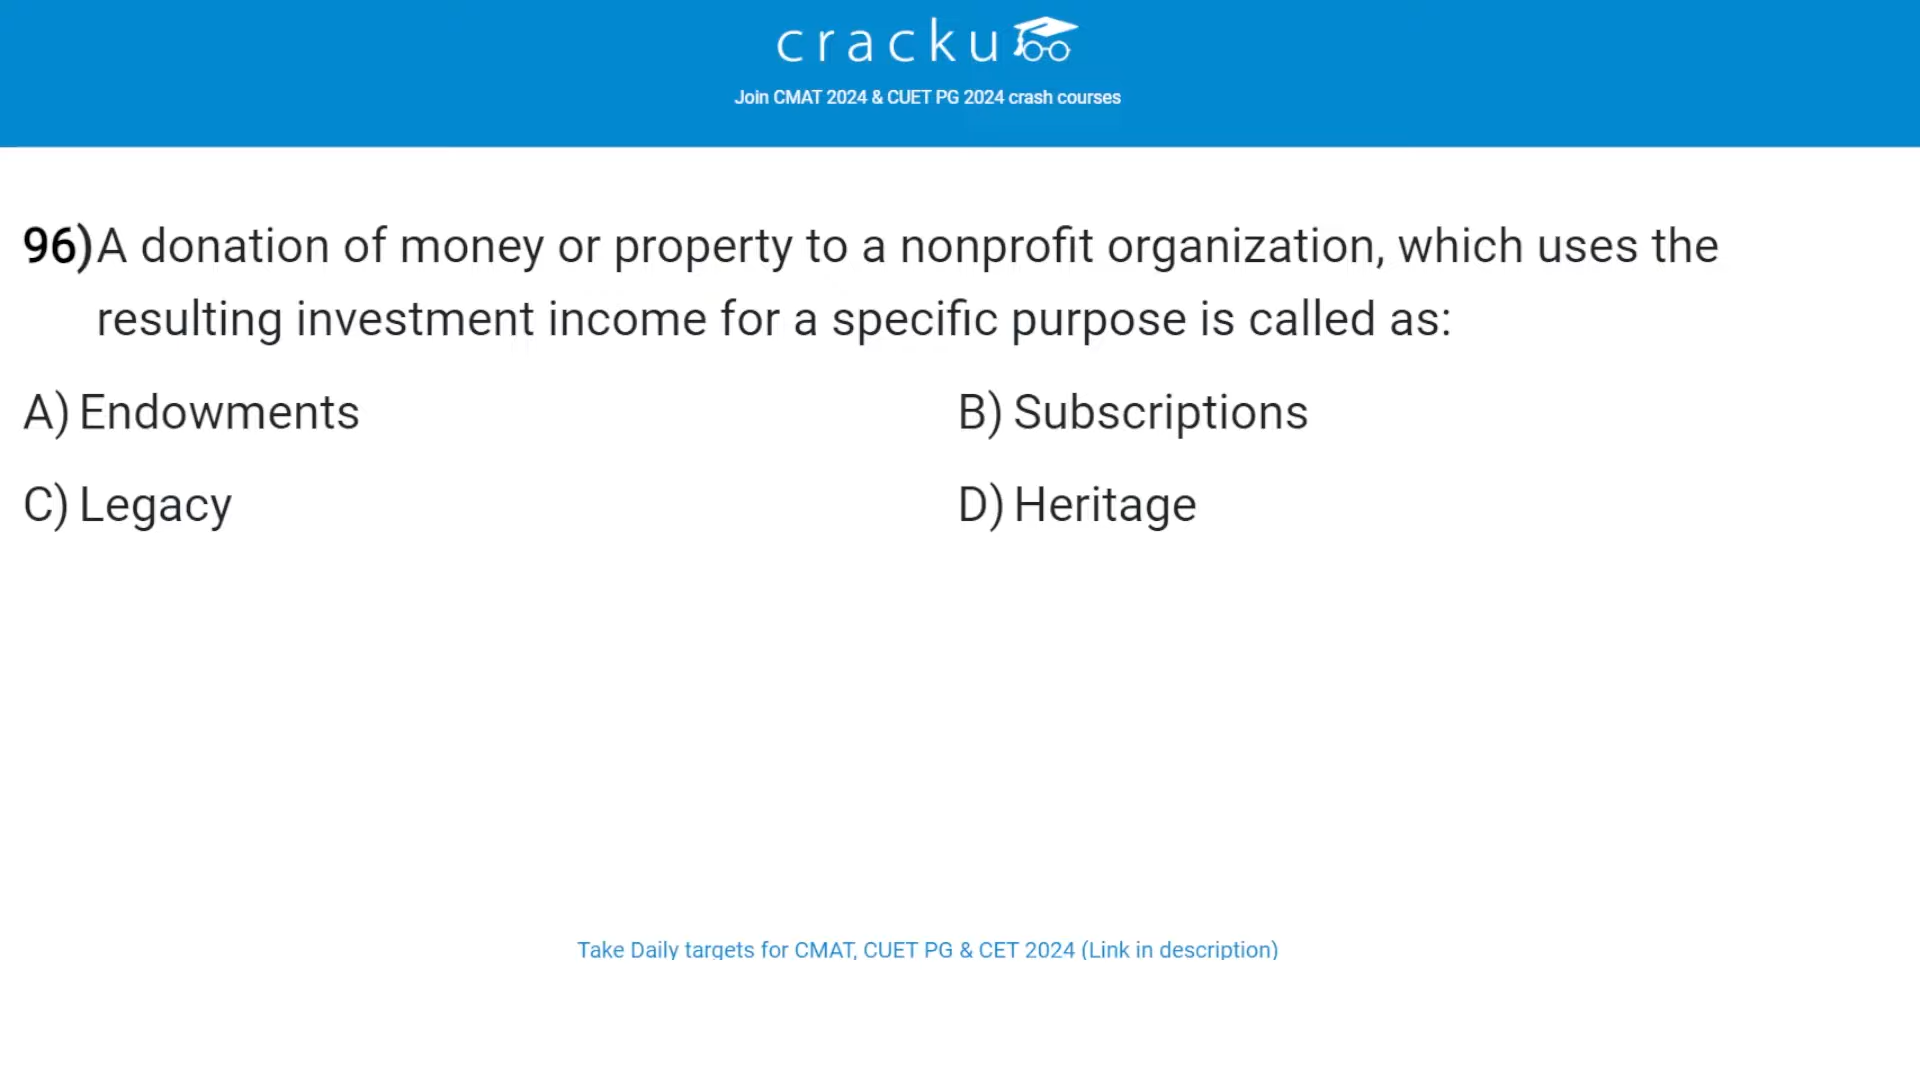 cracku
Join CMAT 2024 & CUET PG 2024 crash courses
96)A donation of money or property to a nonprofit organization, which uses the
resulting investment income for a specific purpose is called as:
A) Endowments B) Subscriptions
C) Legacy D) Heritage
Take Daily targets for CMAT, CUET PG & CET 2024 (Link in description)